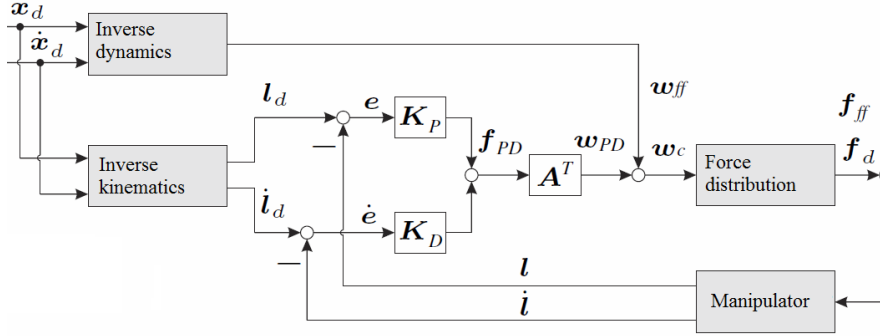 x_d
ẋ_d
Inverse dynamics
w_ff
l_d
e
K_P
f_PD
w_PD
w_c
f_ff
f_d
Inverse kinematics
A^T
Force distribution
l̇_d
ė
K_D
−
−
l
l̇
Manipulator